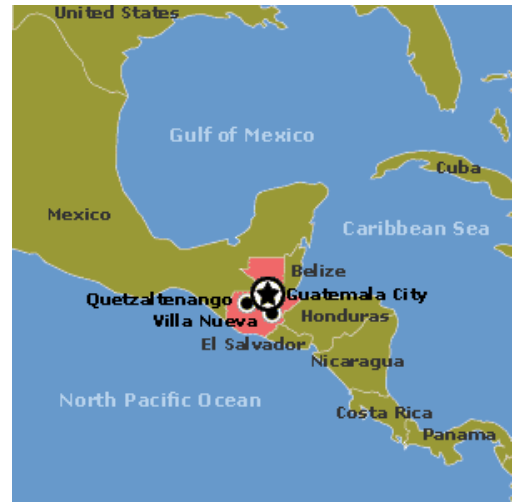 United States
Gulf of Mexico
Cuba
Mexico
Caribbean Sea
Belize
Quetzaltenango
Guatemala City
Villa Nueva
Honduras
El Salvador
Nicaragua
North Pacific Ocean
Costa Rica
Panama